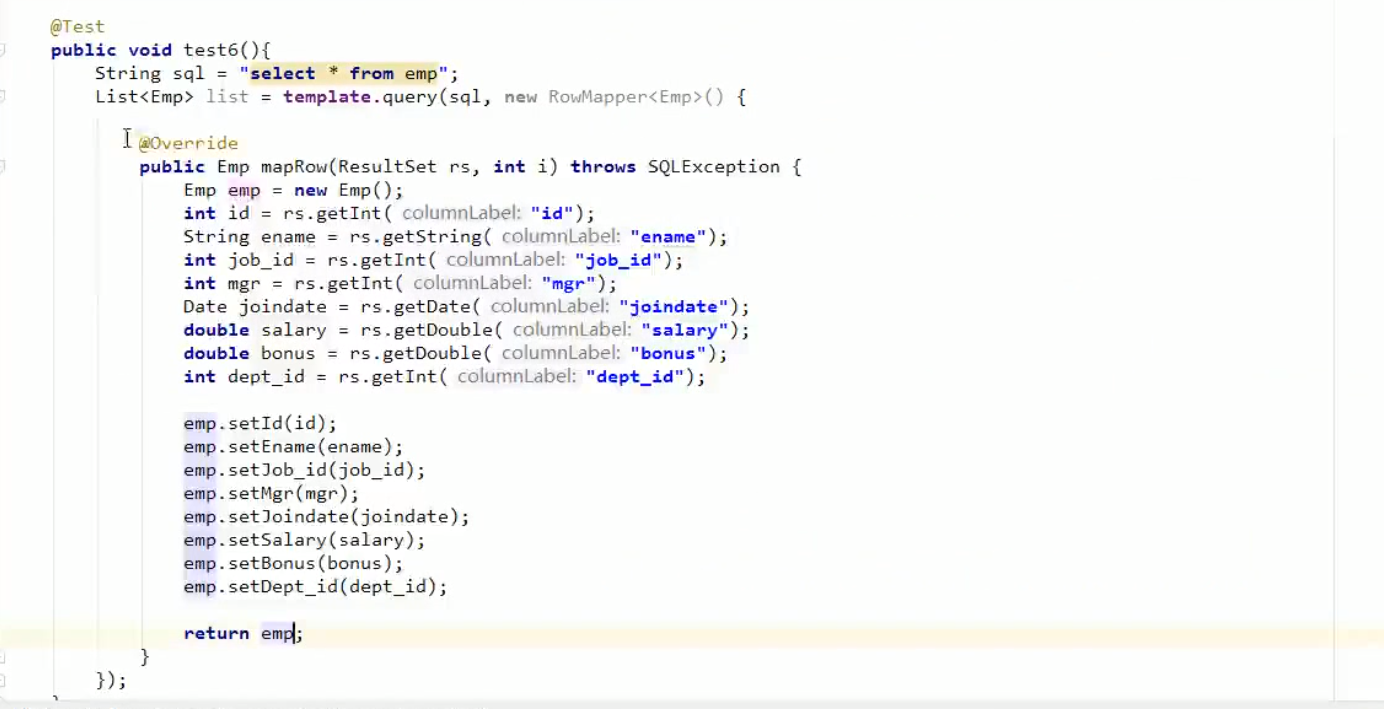 @Test
public void test6(){
String sql = "select * from emp";
List<Emp> list = template.query(sql, new RowMapper<Emp>() {
@Override
public Emp mapRow(ResultSet rs, int i) throws SQLException {
Emp emp = new Emp();
int id = rs.getInt( columnLabel: "id");
String ename = rs.getString( columnLabel: "ename");
int job_id = rs.getInt( columnLabel: "job_id");
int mgr = rs.getInt( columnLabel: "mgr");
Date joindate = rs.getDate( columnLabel: "joindate");
double salary = rs.getDouble( columnLabel: "salary");
double bonus = rs.getDouble( columnLabel: "bonus");
int dept_id = rs.getInt( columnLabel: "dept_id");
emp.setId(id);
emp.setEname(ename);
emp.setJob_id(job_id);
emp.setMgr(mgr);
emp.setJoindate(joindate);
emp.setSalary(salary);
emp.setBonus(bonus);
emp.setDept_id(dept_id);
return emp;
}
});